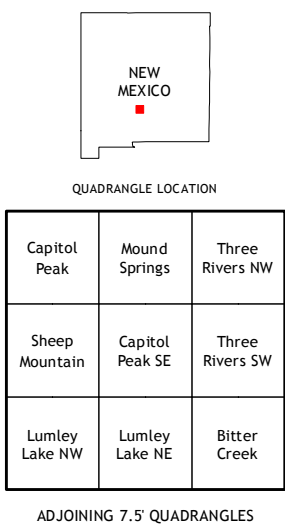 NEW
MEXICO
QUADRANGLE LOCATION
Capitol
Peak
Mound
Springs
Three
Rivers NW
Sheep
Mountain
Capitol
Peak SE
Three
Rivers SW
Lumley
Lake NW
Lumley
Lake NE
Bitter
Creek
ADJOINING 7.5' QUADRANGLES